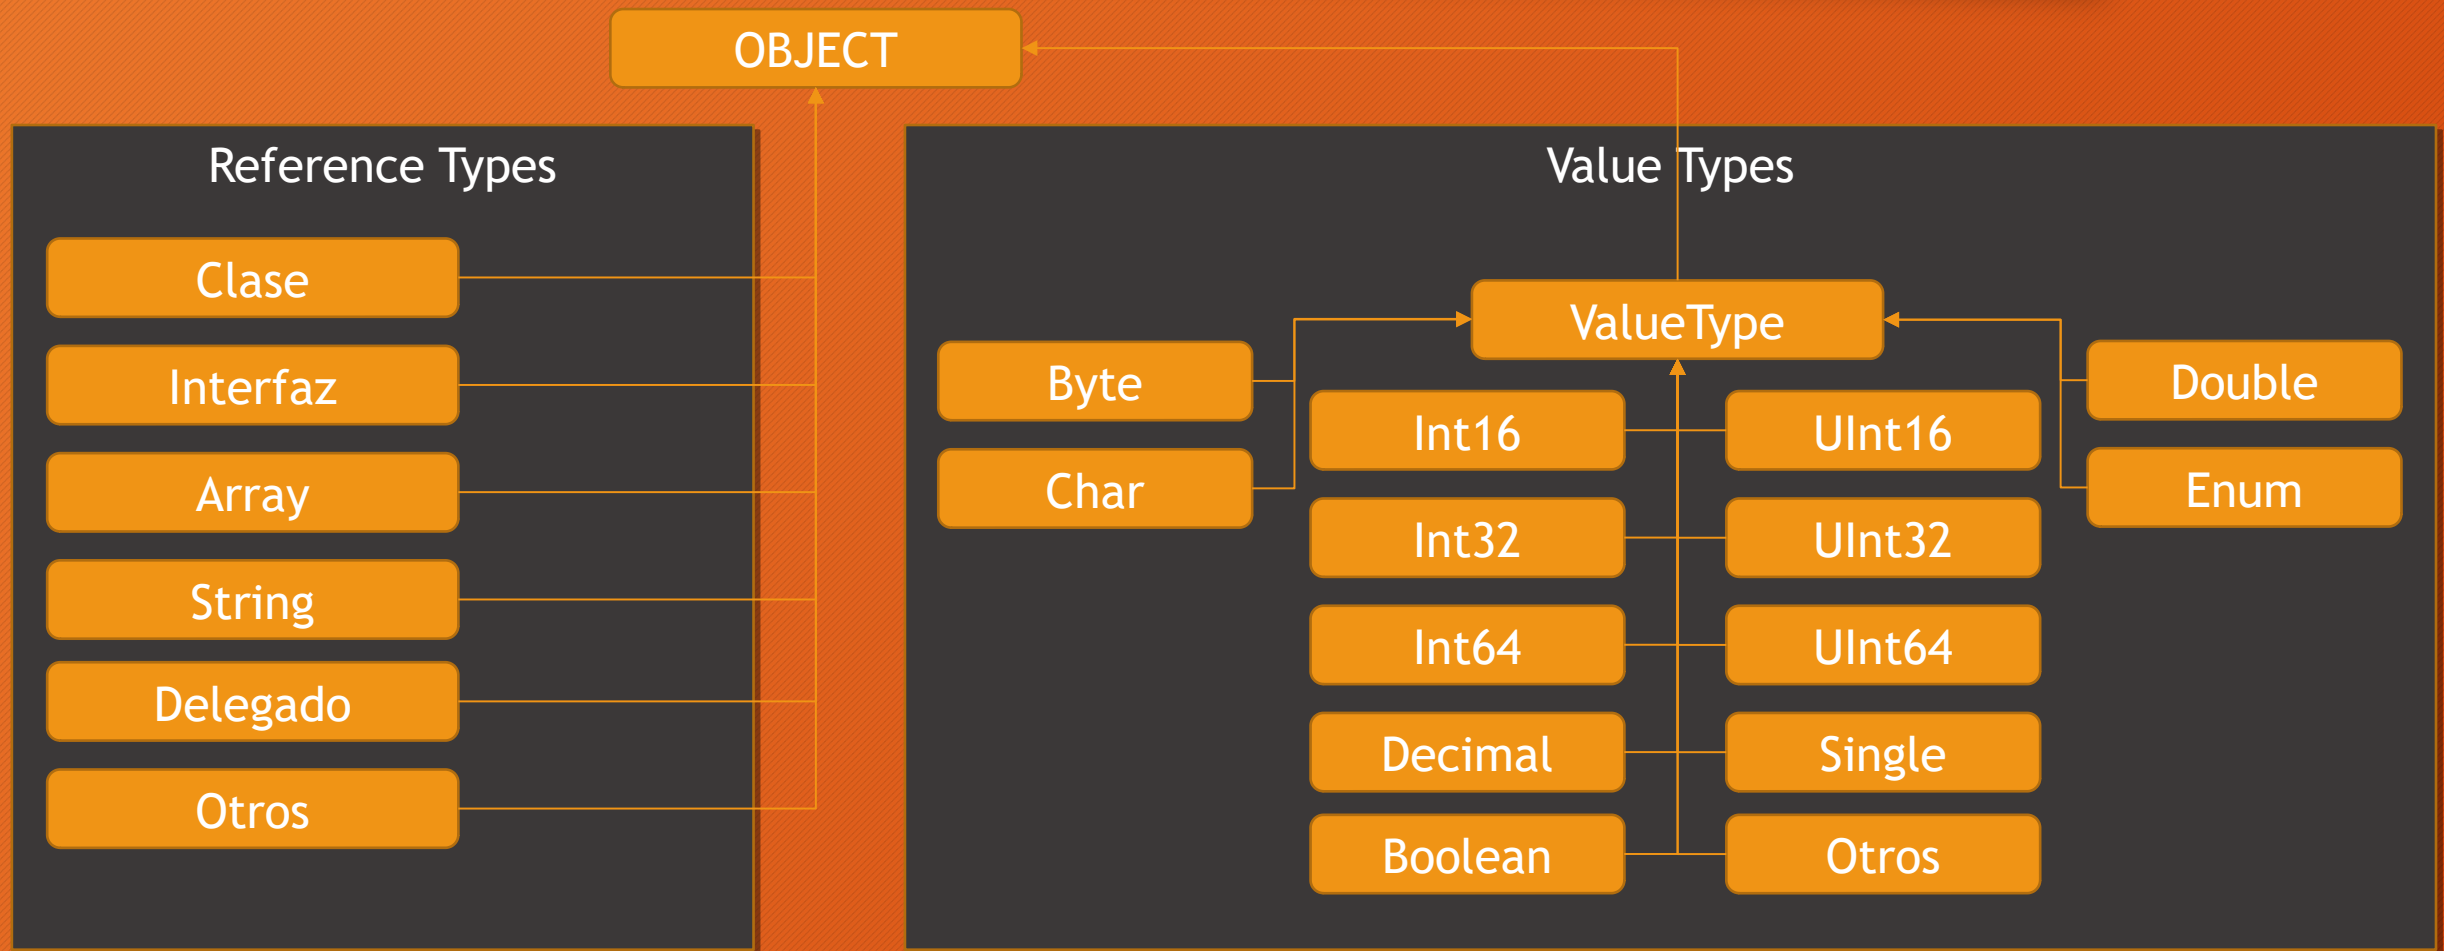 OBJECT
Reference Types
Clase
Interfaz
Array
String
Delegado
Otros
Value Types
ValueType
Byte
Char
Int16
UInt16
Int32
UInt32
Int64
UInt64
Decimal
Single
Boolean
Otros
Double
Enum